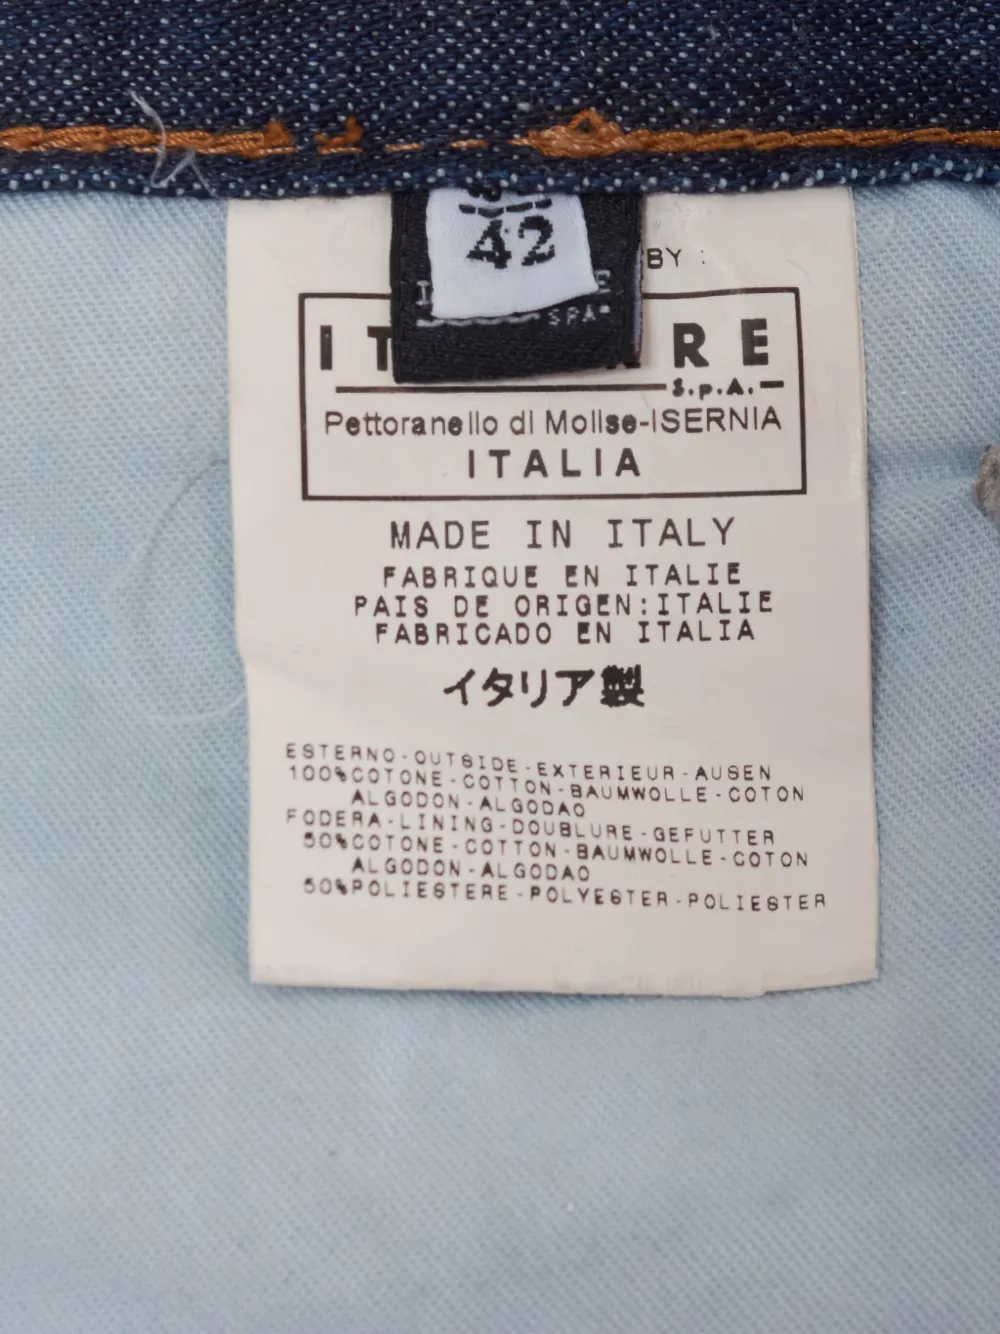 42
SPA
BY :
RE
S.p.A.
Pettoranello di Molise-ISERNIA
ITALIA
MADE IN ITALY
FABRIQUE EN ITALIE
PAIS DE ORIGEN:ITALIE
FABRICADO EN ITALIA
イタリア製
ESTERNO-OUTSIDE-EXTERIEUR-AUSEN
100%COTONE-COTTON-BAUMWOLLE-COTON
ALGODON-ALGODAO
FODERA-LINING-DOUBLURE-GEFUTTER
50%COTONE-COTTON-BAUMWOLLE-COTON
ALGODON-ALGODAO
50%POLIESTERE-POLYESTER-POLIESTER